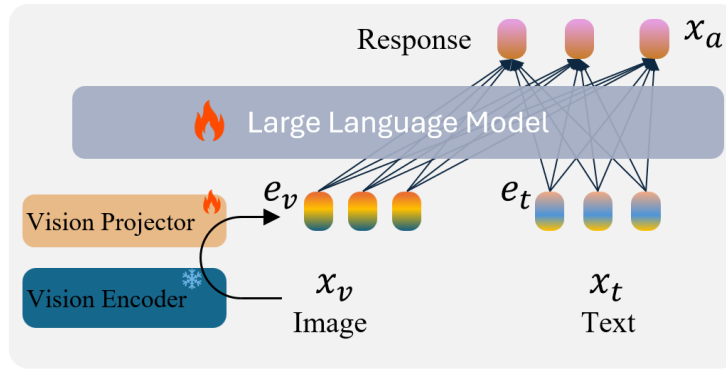 Response
x_a
Large Language Model
e_v
e_t
Vision Projector
Vision Encoder
x_v
x_t
Image
Text